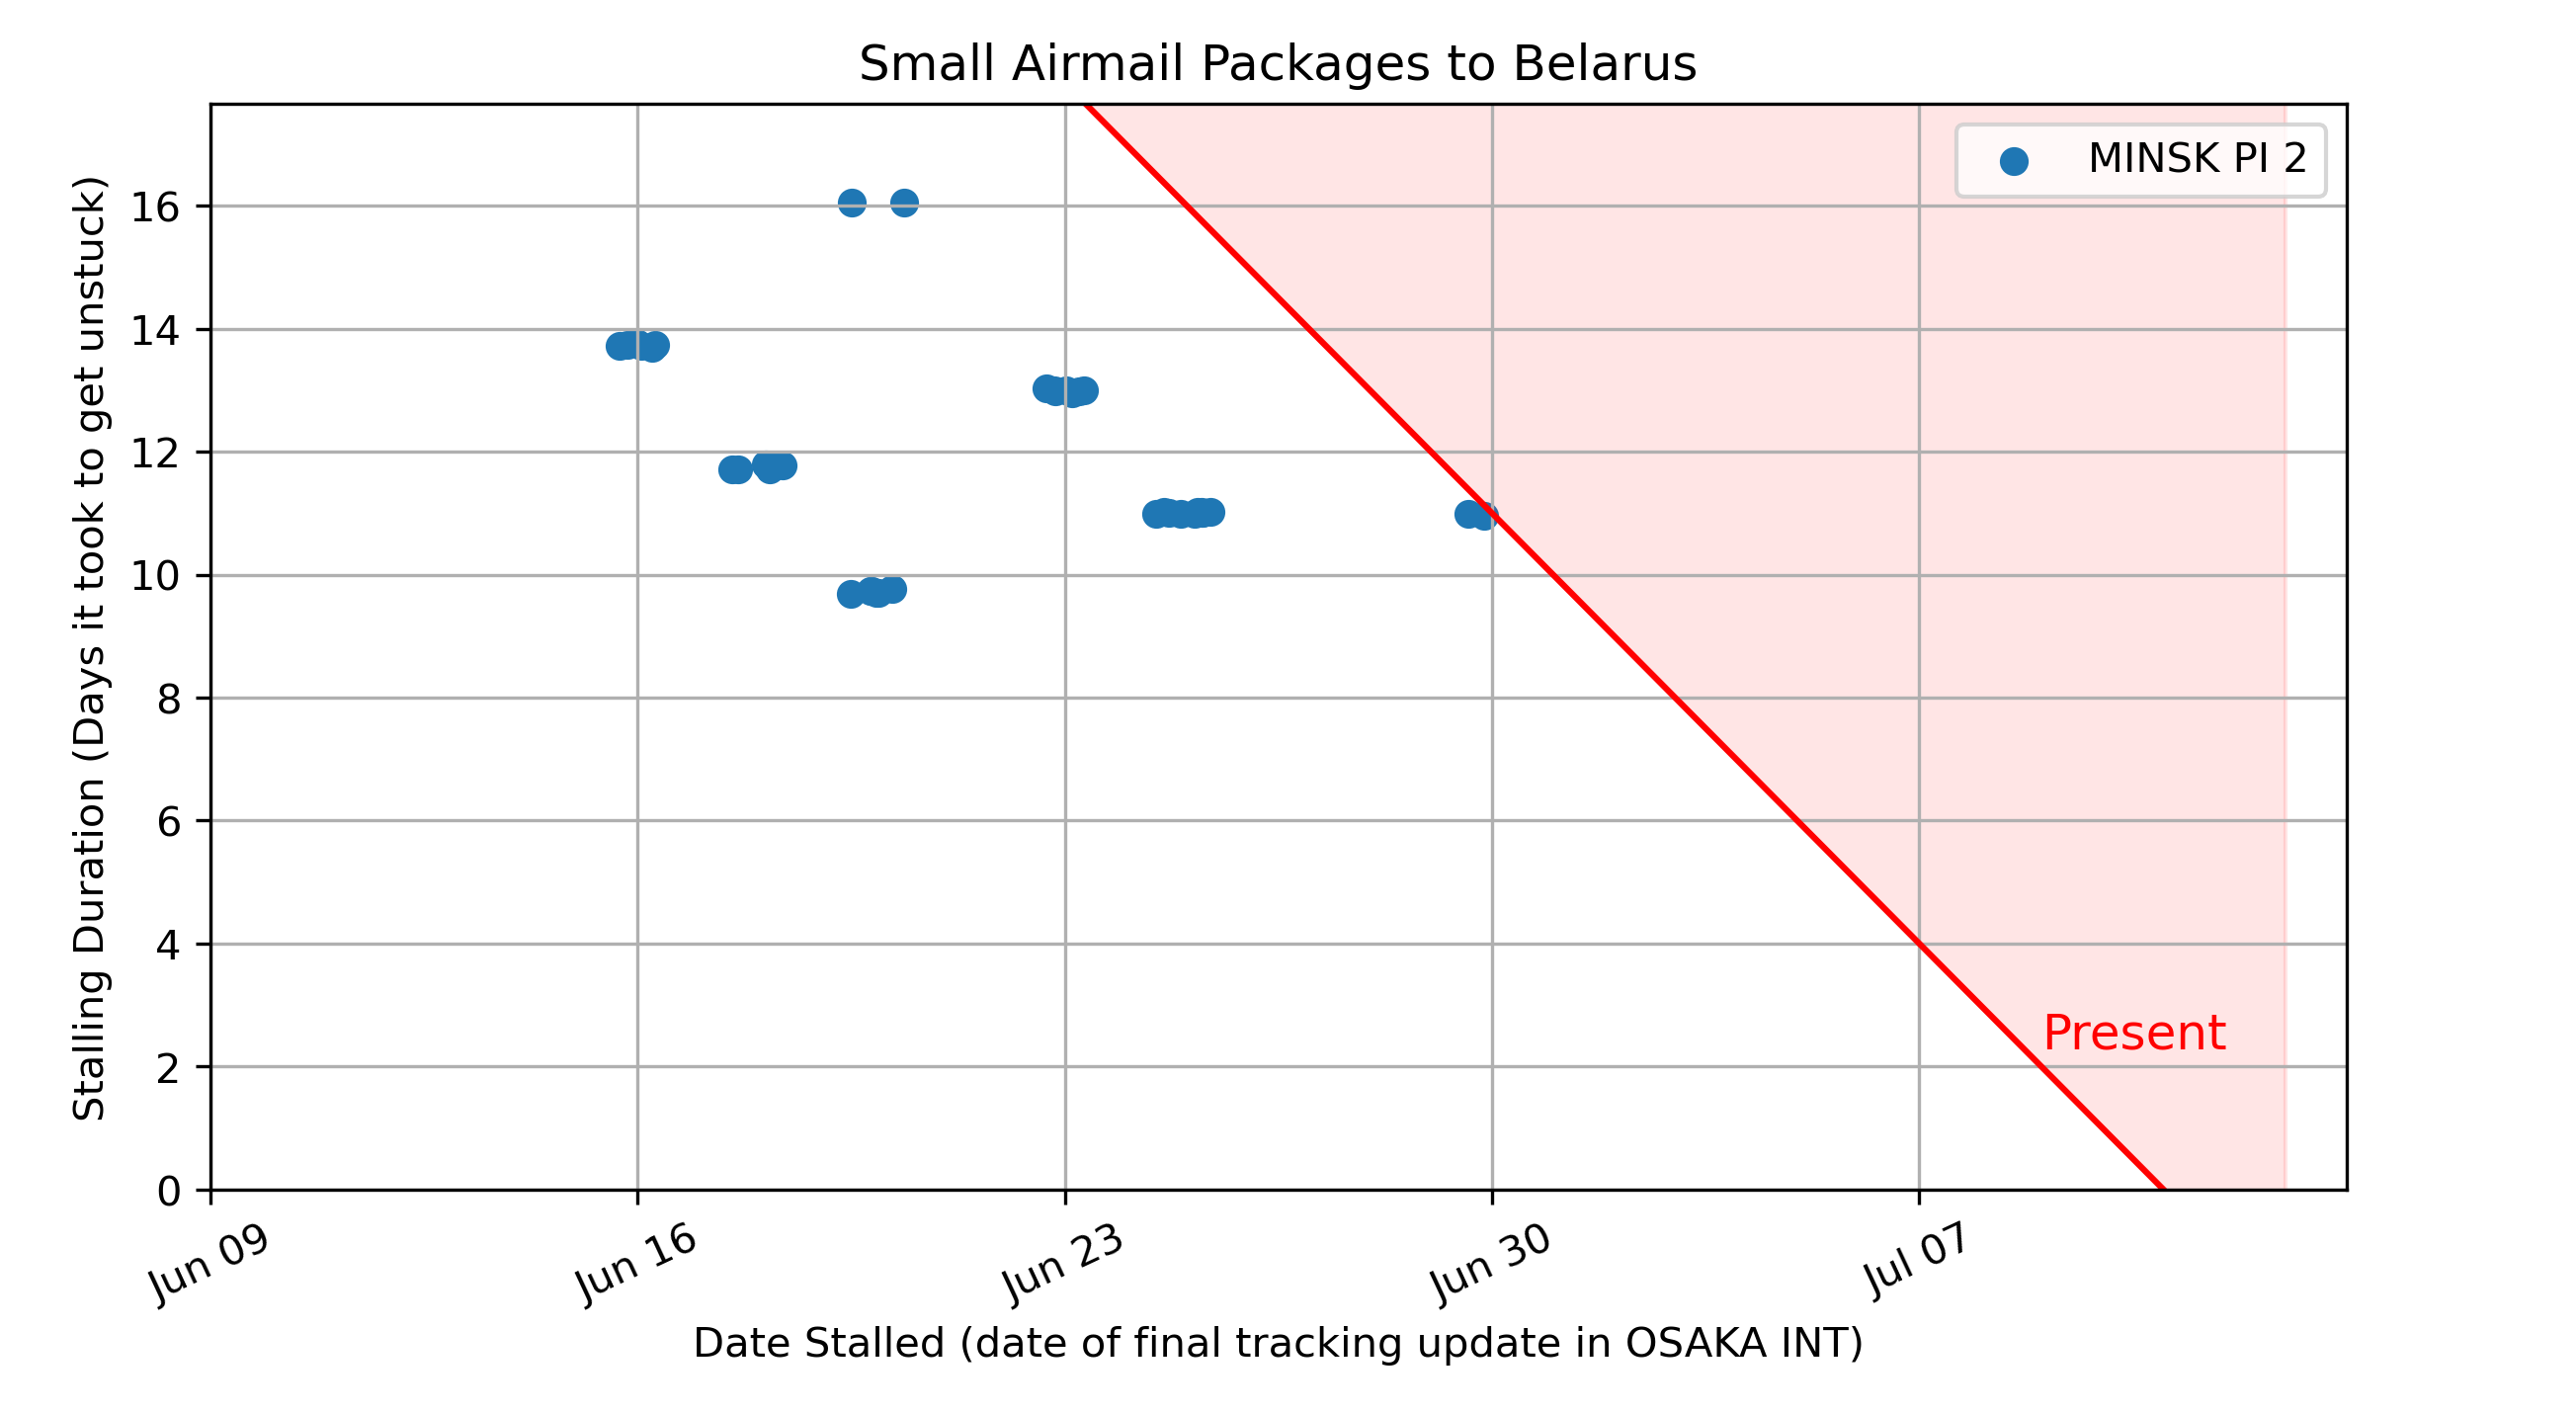 Small Airmail Packages to Belarus
MINSK PI 2
Stalling Duration (Days it took to get unstuck)
16
14
12
10
8
6
4
2
0
Present
Jun 09
Jun 16
Jun 23
Jun 30
Jul 07
Date Stalled (date of final tracking update in OSAKA INT)